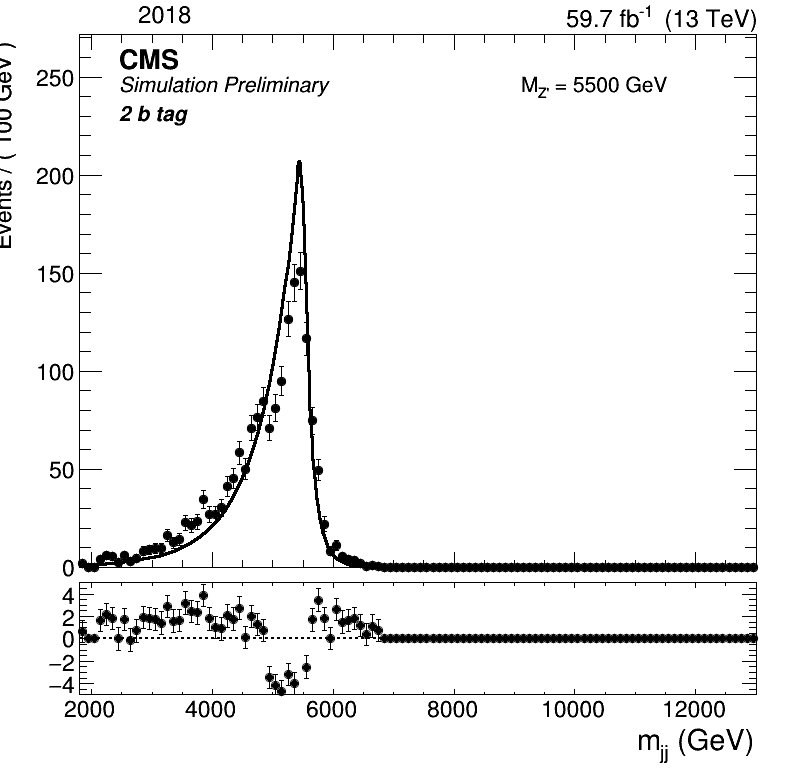 2018 59.7 fb⁻¹ (13 TeV)
CMS
Simulation Preliminary
M_Z' = 5500 GeV
2 b tag
Events / ( 100 GeV )
250
200
150
100
50
0
4
2
0
−2
−4
2000 4000 6000 8000 10000 12000
m_jj (GeV)